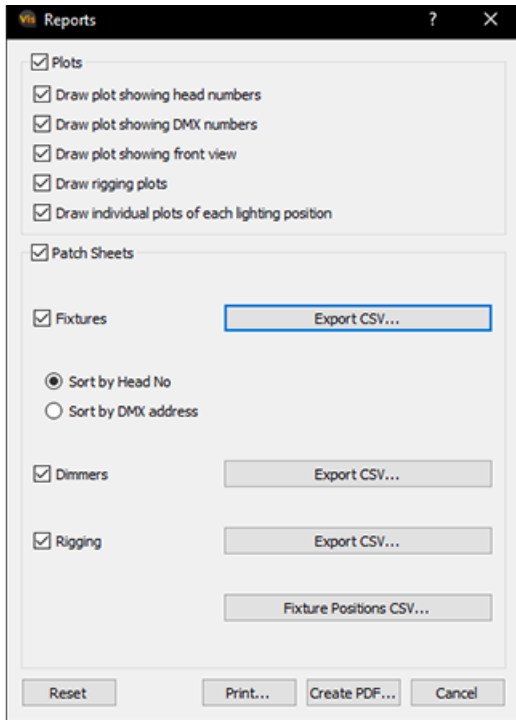 Vis Reports ? X
Plots
Draw plot showing head numbers
Draw plot showing DMX numbers
Draw plot showing front view
Draw rigging plots
Draw individual plots of each lighting position
Patch Sheets
Fixtures Export CSV...
Sort by Head No
Sort by DMX address
Dimmers Export CSV...
Rigging Export CSV...
Fixture Positions CSV...
Reset Print... Create PDF... Cancel